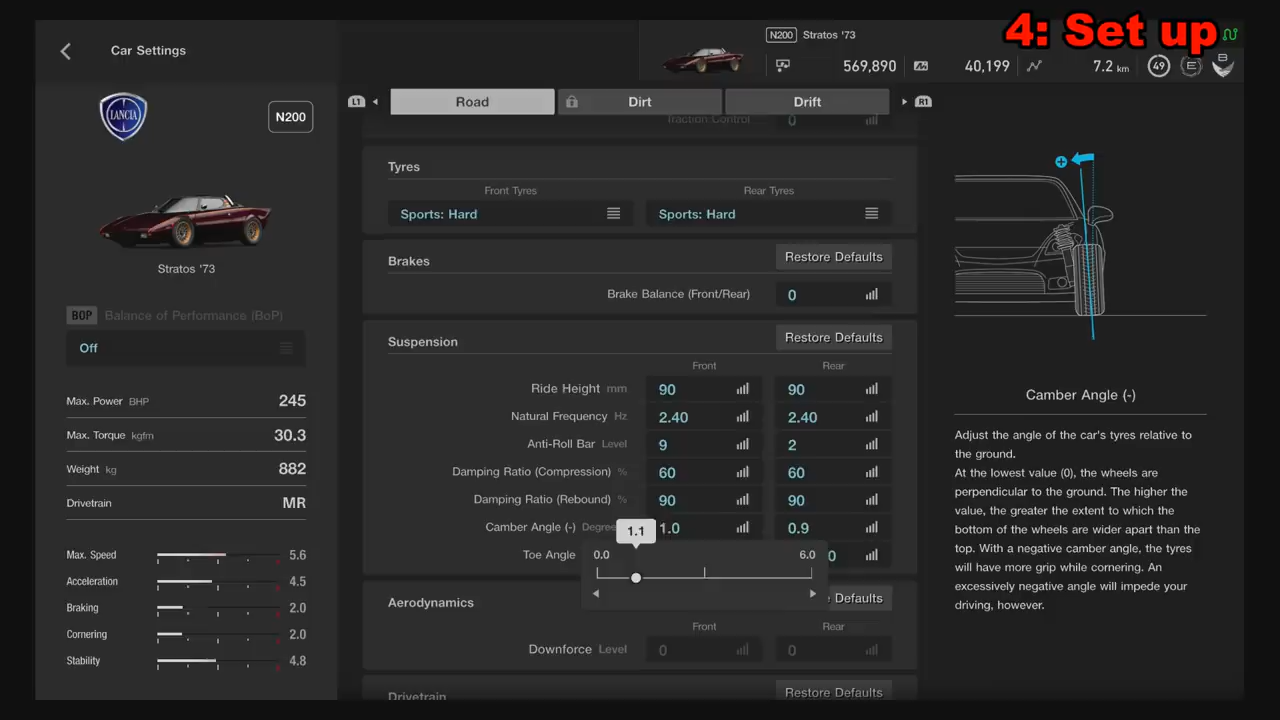 4: Set up
Car Settings
N200 Stratos '73
569,890 40,199 7.2 km 49 E B
LANCIA
N200
L1 Road Dirt Drift R1
Traction Control 0
Tyres
Front Tyres Rear Tyres
Sports: Hard Sports: Hard
Stratos '73
Brakes Restore Defaults
Brake Balance (Front/Rear) 0
BOP Balance of Performance (BoP)
Off
Suspension Restore Defaults
Front Rear
Ride Height mm 90 90
Natural Frequency Hz 2.40 2.40
Anti-Roll Bar Level 9 2
Damping Ratio (Compression) % 60 60
Damping Ratio (Rebound) % 90 90
Camber Angle (-) Degree 1.0 0.9
1.1
Toe Angle 0.0 6.0 0
Aerodynamics Defaults
Front Rear
Downforce Level 0 0
Drivetrain Restore Defaults
Max. Power BHP 245
Max. Torque kgfm 30.3
Weight kg 882
Drivetrain MR
Max. Speed 5.6
Acceleration 4.5
Braking 2.0
Cornering 2.0
Stability 4.8
Camber Angle (-)
Adjust the angle of the car's tyres relative to
the ground.
At the lowest value (0), the wheels are
perpendicular to the ground. The higher the
value, the greater the extent to which the
bottom of the wheels are wider apart than the
top. With a negative camber angle, the tyres
will have more grip while cornering. An
excessively negative angle will impede your
driving, however.